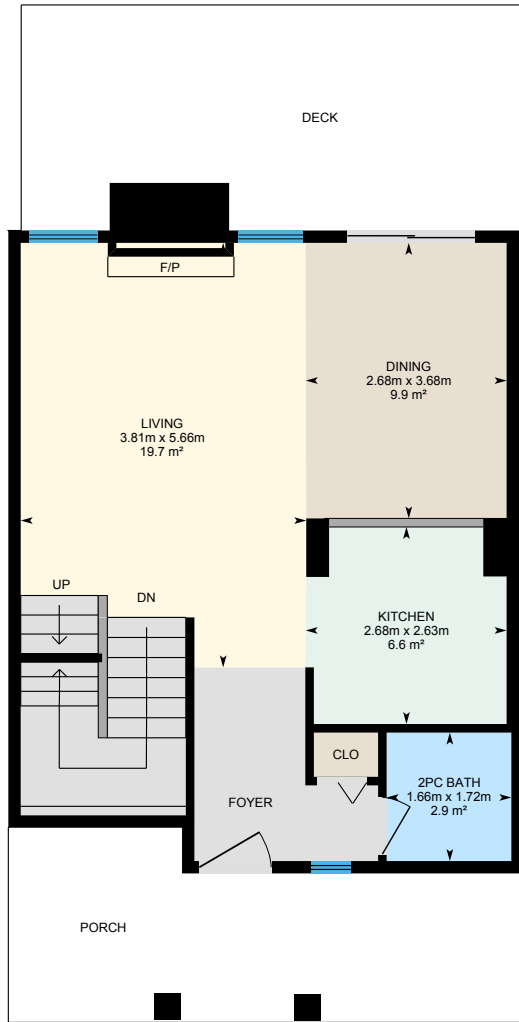 DECK
F/P
DINING
2.68m x 3.68m
9.9 m²
LIVING
3.81m x 5.66m
19.7 m²
UP
DN
KITCHEN
2.68m x 2.63m
6.6 m²
CLO
2PC BATH
1.66m x 1.72m
2.9 m²
FOYER
PORCH